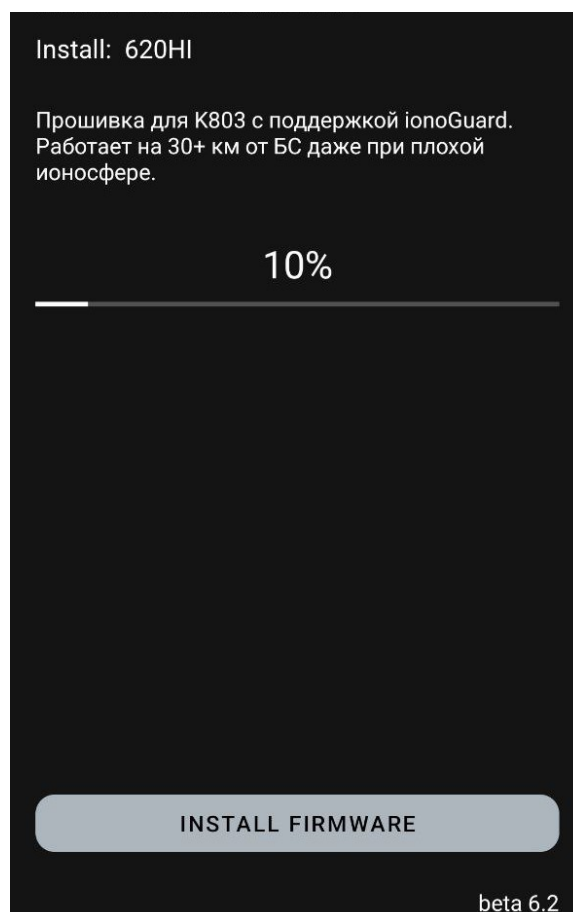 Install: 620HI
Прошивка для K803 с поддержкой ionoGuard.
Работает на 30+ км от БС даже при плохой
ионосфере.
10%
INSTALL FIRMWARE
beta 6.2